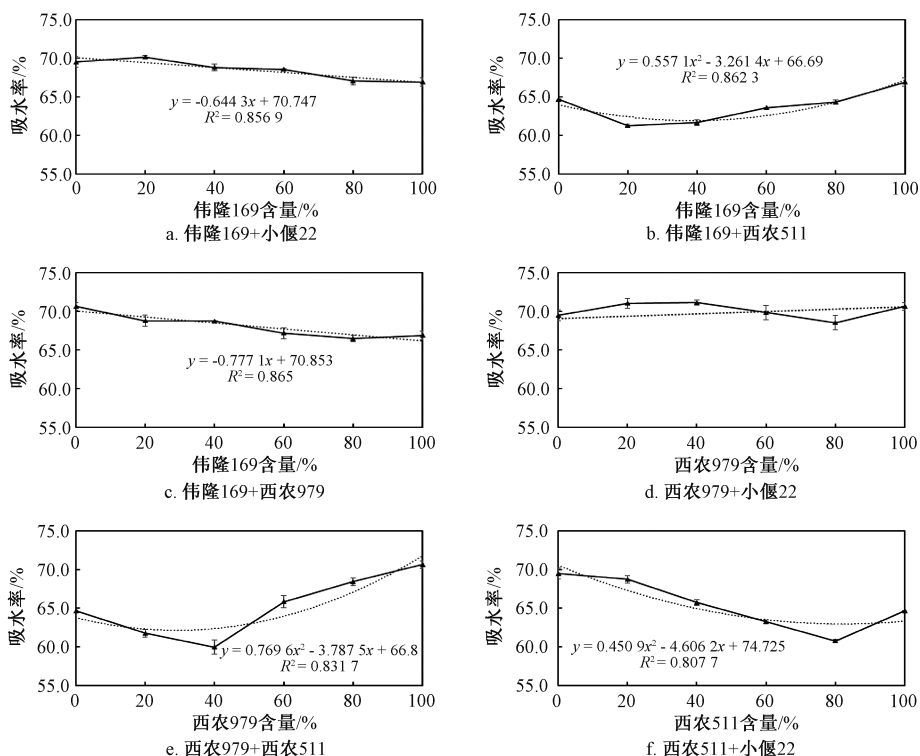 75.0
70.0
65.0
60.0
55.0
吸水率/%
y = -0.644 3x + 70.747
R² = 0.856 9
0 20 40 60 80 100
伟隆169含量/%
a. 伟隆169+小偃22
75.0
70.0
65.0
60.0
55.0
吸水率/%
y = 0.557 1x² - 3.261 4x + 66.69
R² = 0.862 3
0 20 40 60 80 100
伟隆169含量/%
b. 伟隆169+西农511
75.0
70.0
65.0
60.0
55.0
吸水率/%
y = -0.777 1x + 70.853
R² = 0.865
0 20 40 60 80 100
伟隆169含量/%
c. 伟隆169+西农979
75.0
70.0
65.0
60.0
55.0
吸水率/%
0 20 40 60 80 100
西农979含量/%
d. 西农979+小偃22
75.0
70.0
65.0
60.0
55.0
吸水率/%
y = 0.769 6x² - 3.787 5x + 66.8
R² = 0.831 7
0 20 40 60 80 100
西农979含量/%
e. 西农979+西农511
75.0
70.0
65.0
60.0
55.0
吸水率/%
y = 0.450 9x² - 4.606 2x + 74.725
R² = 0.807 7
0 20 40 60 80 100
西农511含量/%
f. 西农511+小偃22